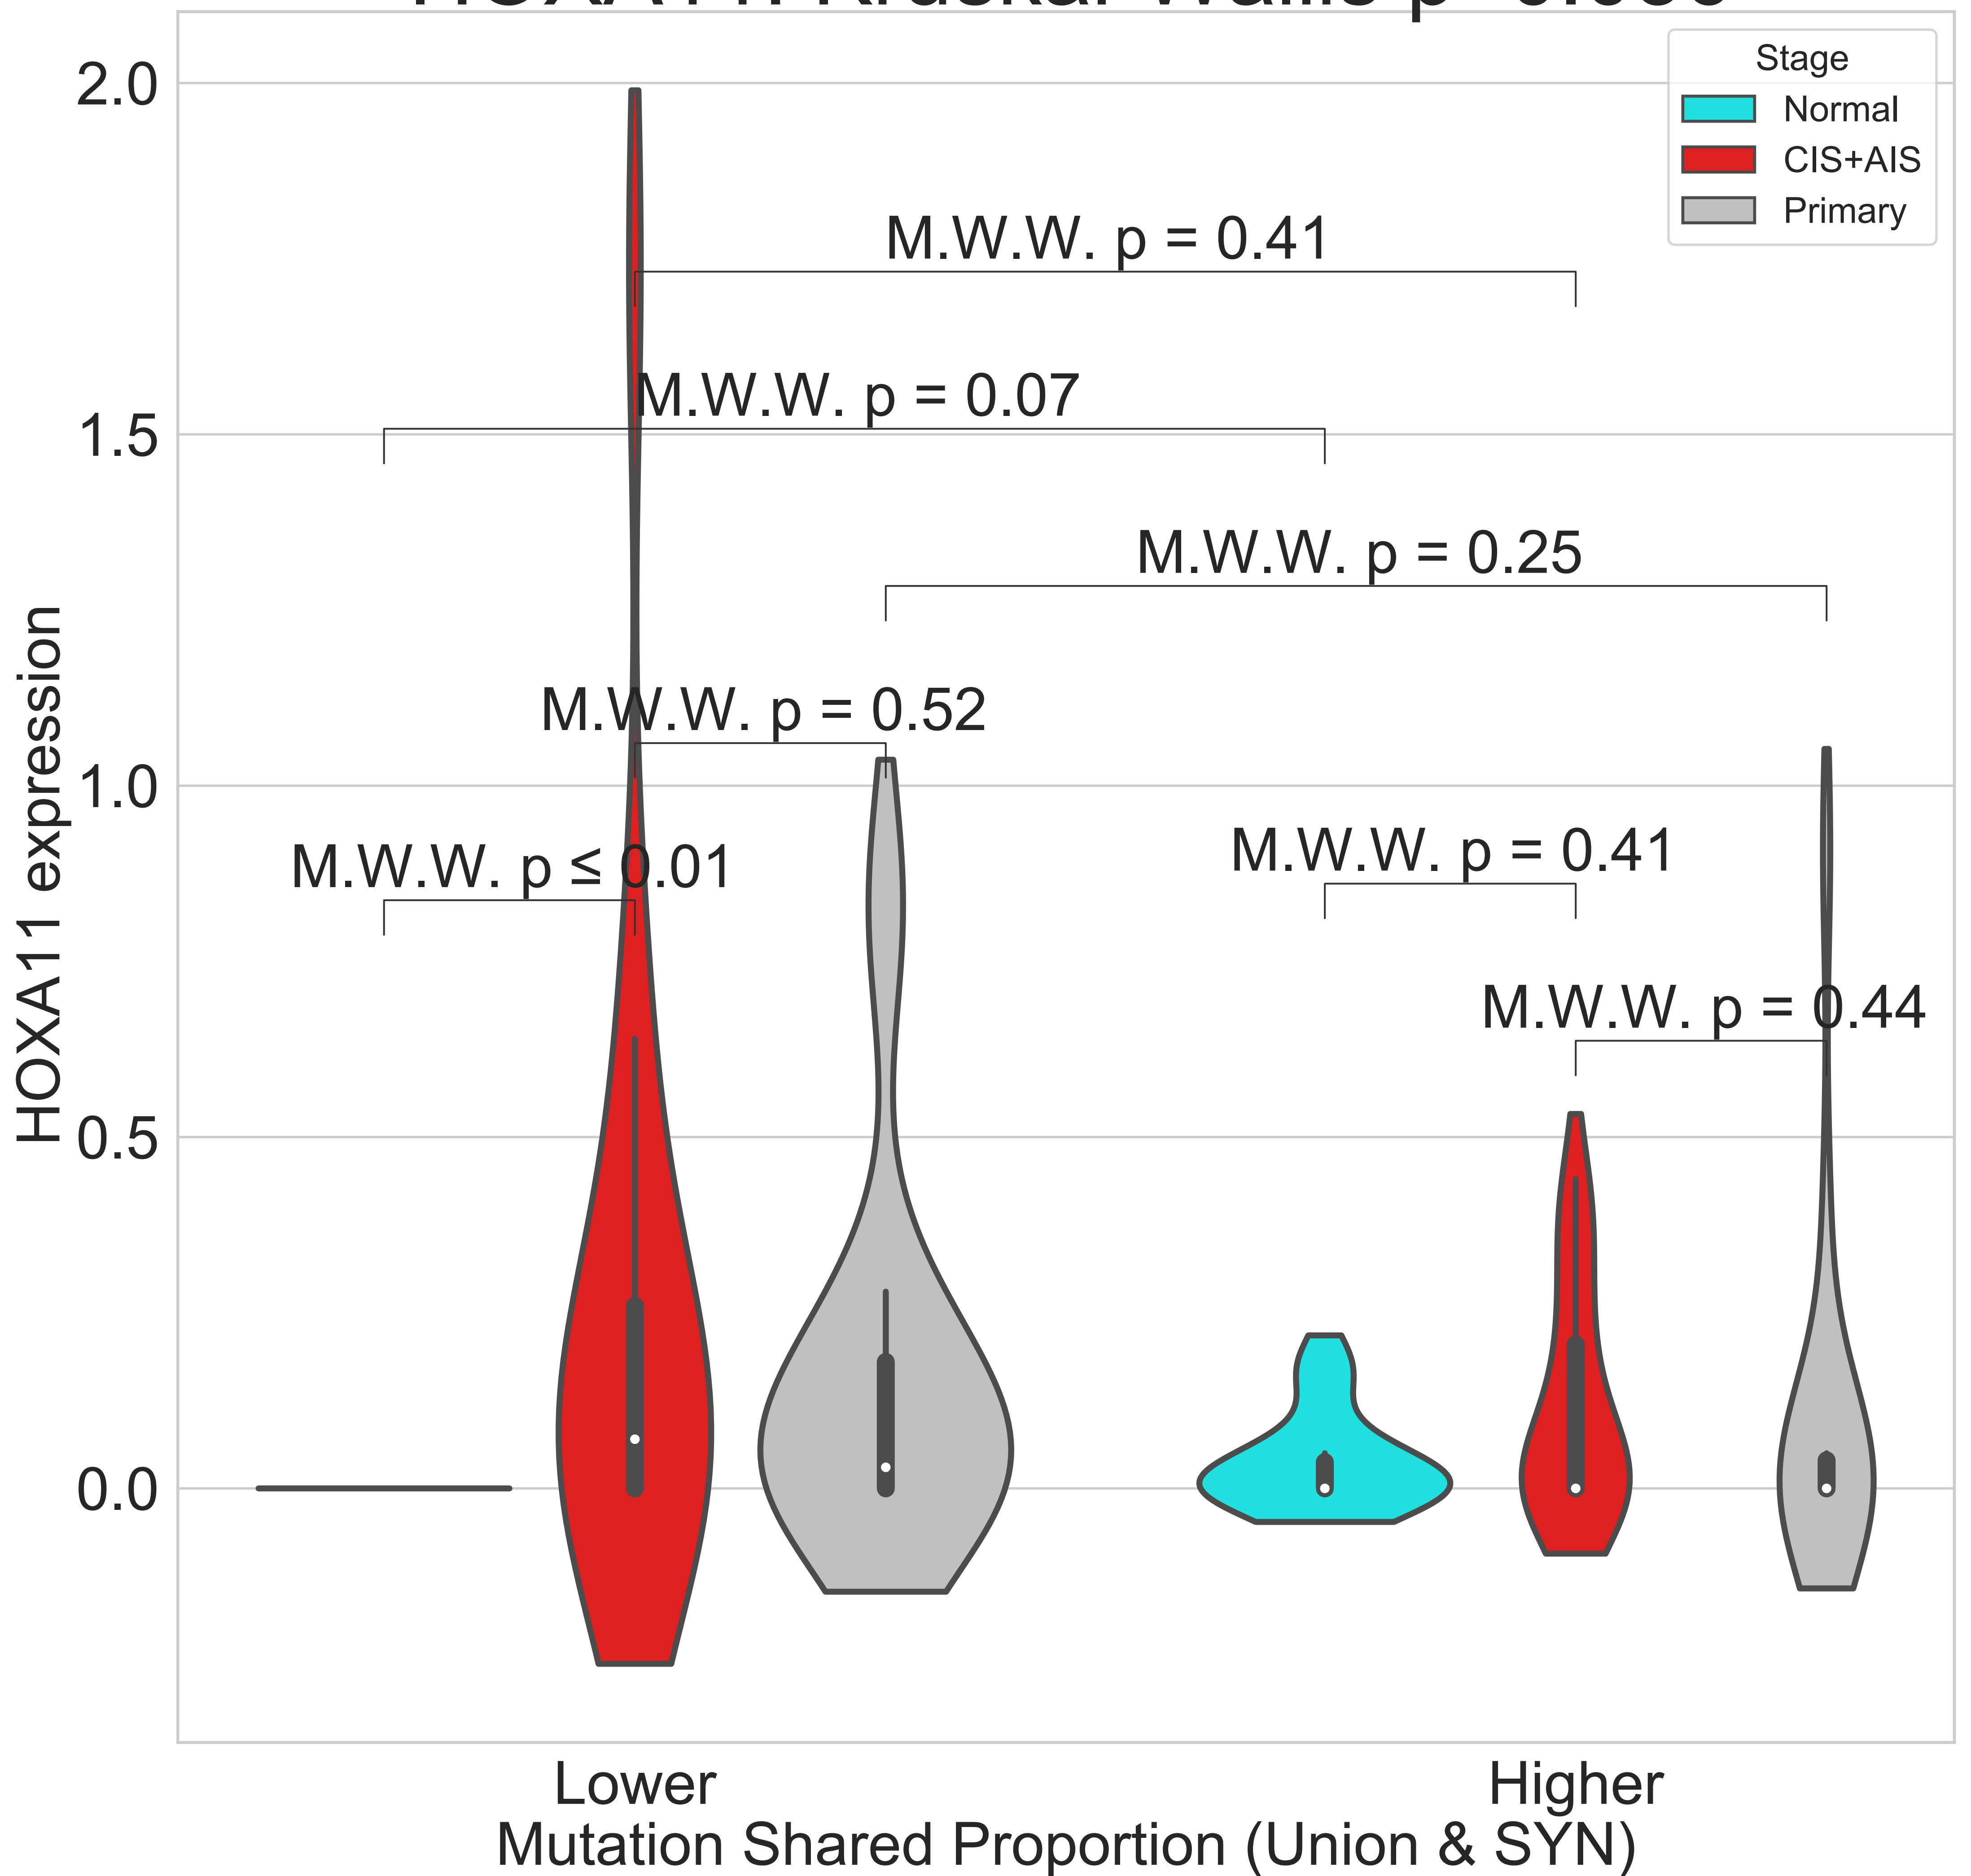 Stage
Normal
CIS+AIS
Primary
2.0
1.5
1.0
0.5
0.0
HOXA11 expression
M.W.W. p = 0.41
M.W.W. p = 0.07
M.W.W. p = 0.25
M.W.W. p = 0.52
M.W.W. p ≤ 0.01
M.W.W. p = 0.41
M.W.W. p = 0.44
Lower
Higher
Mutation Shared Proportion (Union & SYN)